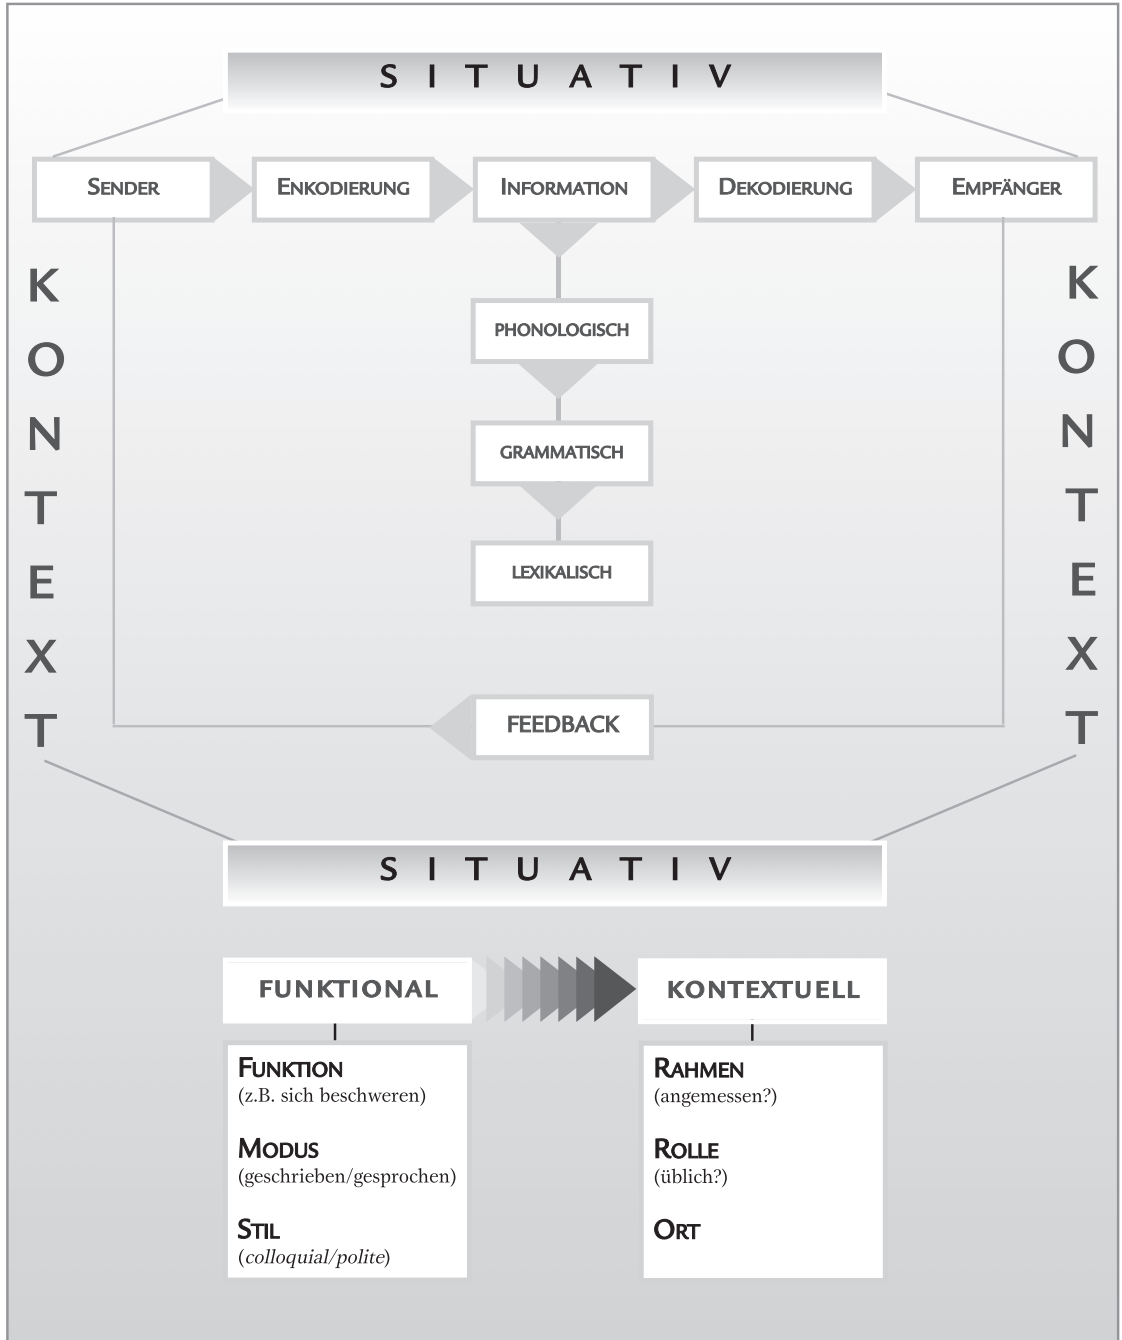 SITUATIV
SENDER
ENKODIERUNG
INFORMATION
DEKODIERUNG
EMPFÄNGER
KONTEXT
KONTEXT
PHONOLOGISCH
GRAMMATISCH
LEXIKALISCH
FEEDBACK
SITUATIV
FUNKTIONAL
KONTEXTUELL
FUNKTION
(z.B. sich beschweren)
MODUS
(geschrieben/gesprochen)
STIL
(colloquial/polite)
RAHMEN
(angemessen?)
ROLLE
(üblich?)
ORT